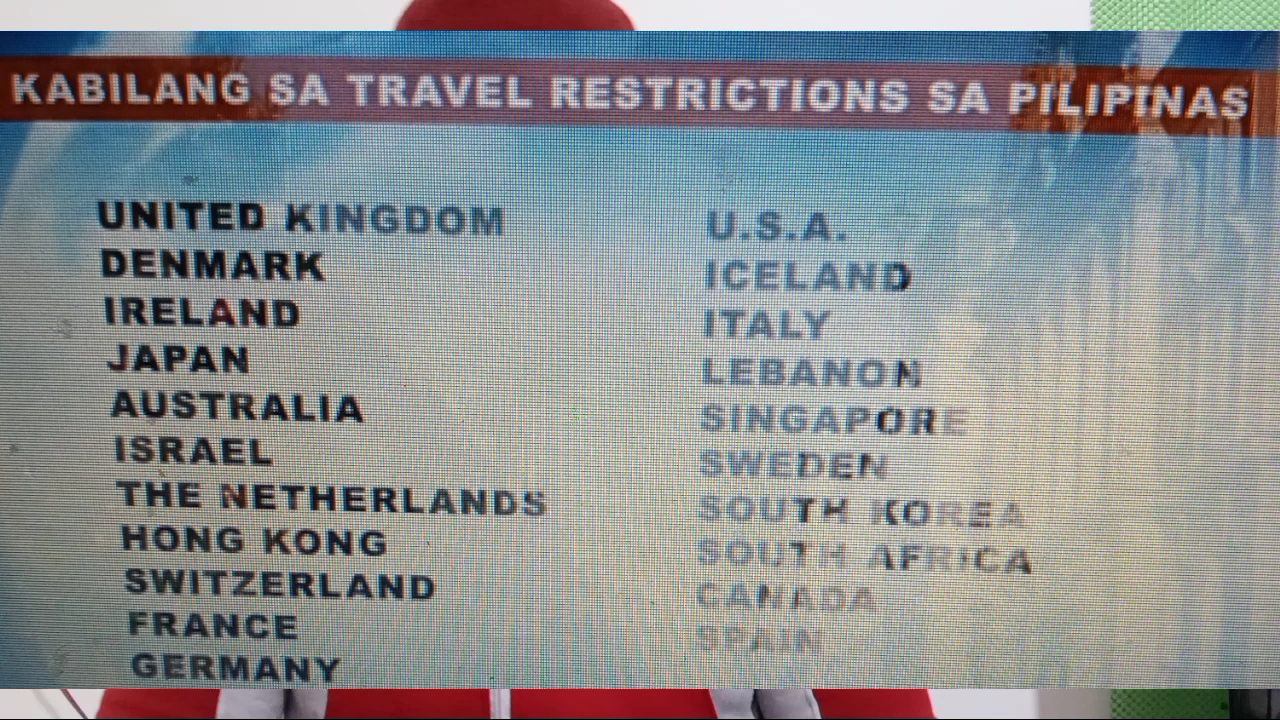 KABILANG SA TRAVEL RESTRICTIONS SA PILIPINAS
UNITED KINGDOM
DENMARK
IRELAND
JAPAN
AUSTRALIA
ISRAEL
THE NETHERLANDS
HONG KONG
SWITZERLAND
FRANCE
GERMANY
U.S.A.
ICELAND
ITALY
LEBANON
SINGAPORE
SWEDEN
SOUTH KOREA
SOUTH AFRICA
CANADA
SPAIN